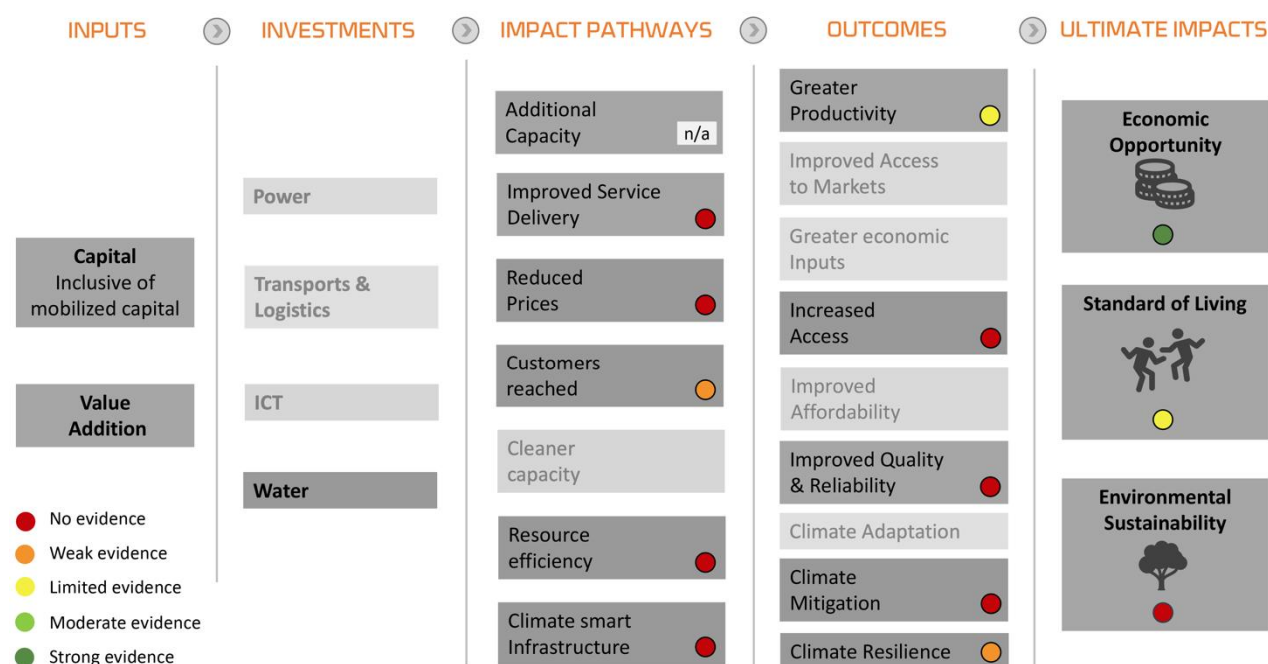 INPUTS
INVESTMENTS
IMPACT PATHWAYS
OUTCOMES
ULTIMATE IMPACTS
Capital
Inclusive of
mobilized capital
Value
Addition
No evidence
Weak evidence
Limited evidence
Moderate evidence
Strong evidence
Power
Transports &
Logistics
ICT
Water
Additional
Capacity
n/a
Improved Service
Delivery
Reduced
Prices
Customers
reached
Cleaner
capacity
Resource
efficiency
Climate smart
Infrastructure
Greater
Productivity
Improved Access
to Markets
Greater economic
Inputs
Increased
Access
Improved
Affordability
Improved Quality
& Reliability
Climate Adaptation
Climate
Mitigation
Climate Resilience
Economic
Opportunity
Standard of Living
Environmental
Sustainability